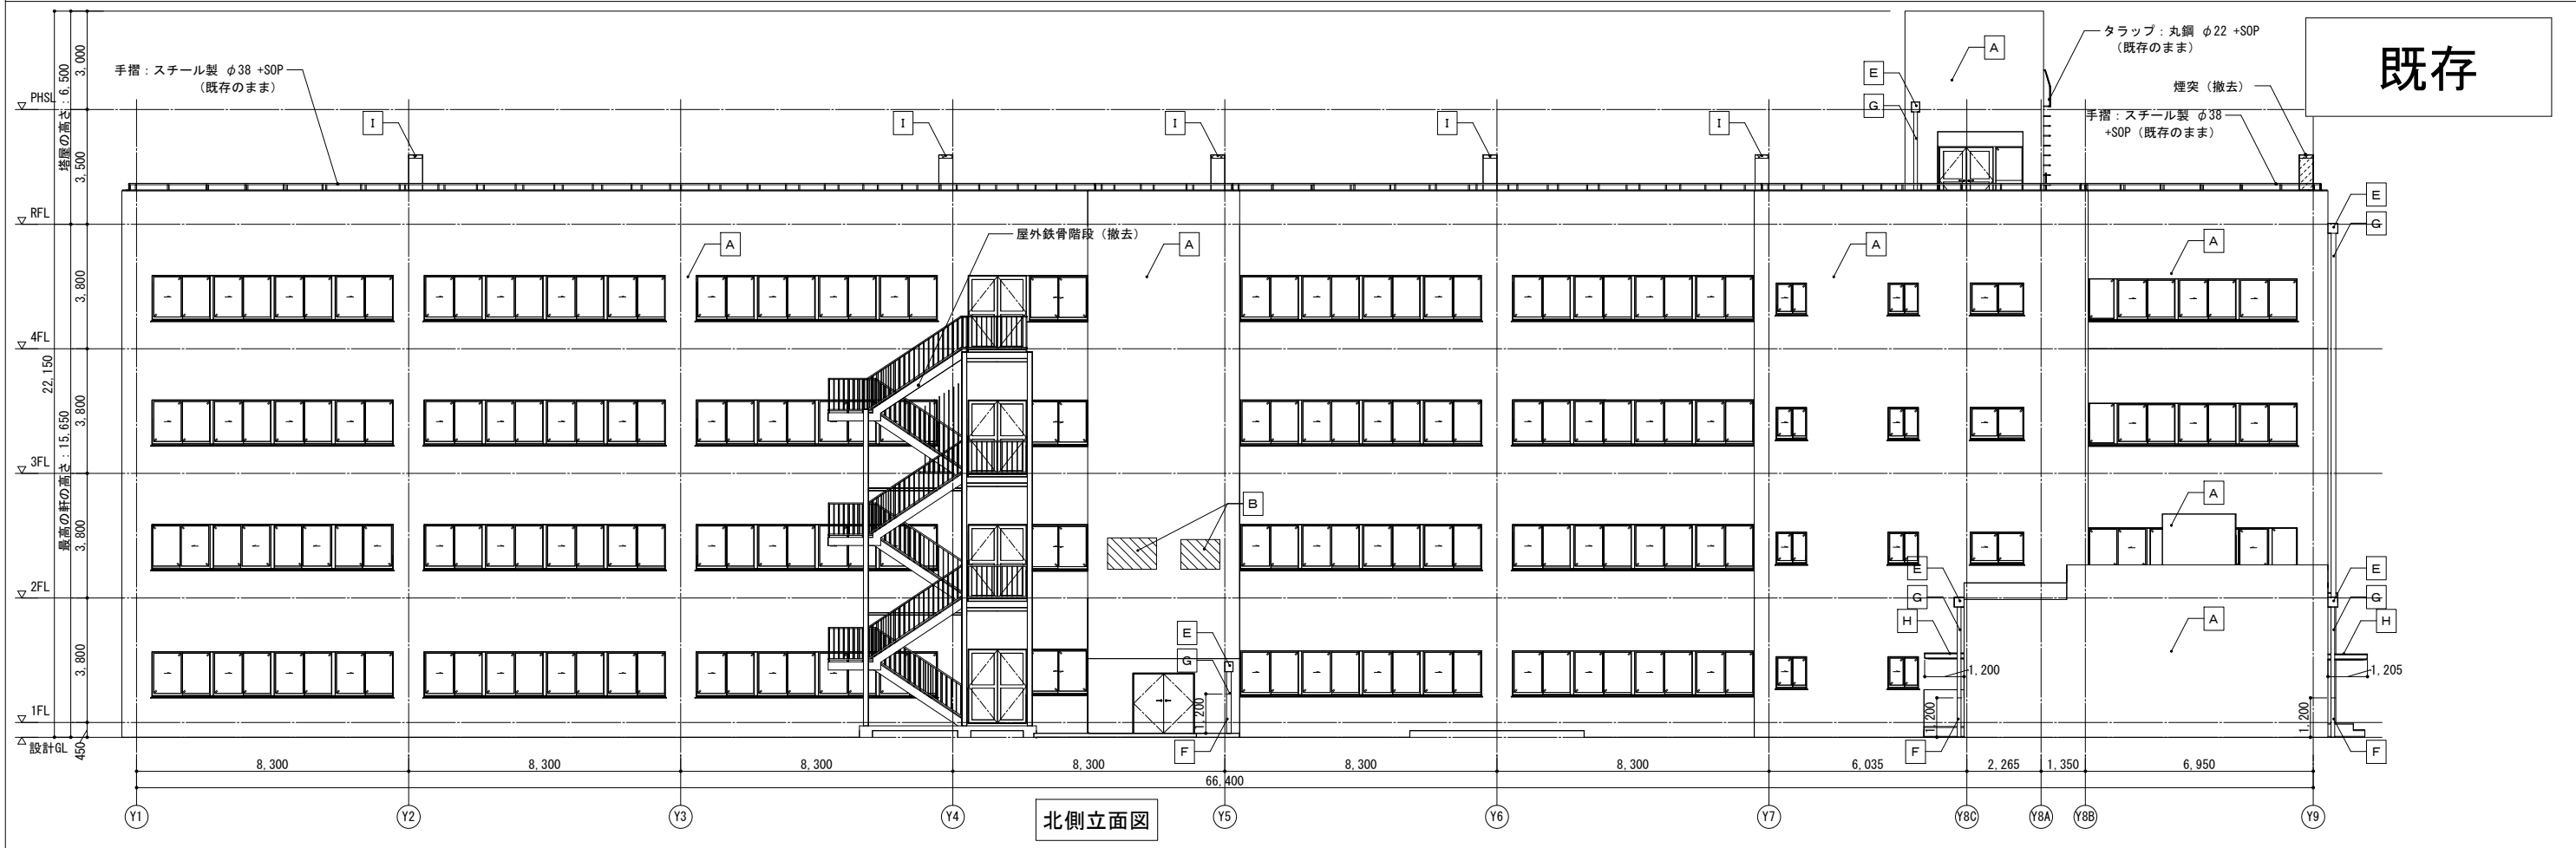 既存
手摺：スチール製 φ38 +SOP
（既存のまま）
タラップ：丸鋼 φ22 +SOP
（既存のまま）
煙突（撤去）
手摺：スチール製 φ38
+SOP（既存のまま）
屋外鉄骨階段（撤去）
I
I
I
I
I
A
E
G
A
A
A
A
E
G
B
A
E
G
H
E
G
H
A
E
G
F
F
F
1,200
1,200
1,205
1,200
1,200
PHSL
RFL
4FL
3FL
2FL
1FL
設計GL
22,150
塔屋の高さ：6,500
最高の軒の高さ：15,650
3,000
3,500
3,800
3,800
3,800
3,800
450
8,300
8,300
8,300
8,300
8,300
8,300
6,035
2,265
1,350
6,950
66,400
Y1
Y2
Y3
Y4
Y5
Y6
Y7
Y8C
Y8A
Y8B
Y9
北側立面図